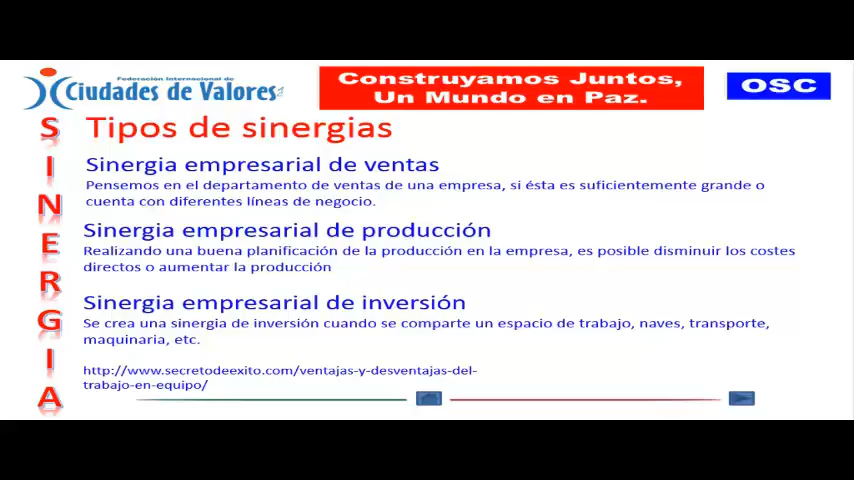 Federación Internacional de
Ciudades de Valores
Construyamos Juntos,
Un Mundo en Paz.
OSC
SINERGIA
Tipos de sinergias
Sinergia empresarial de ventas
Pensemos en el departamento de ventas de una empresa, si ésta es suficientemente grande o
cuenta con diferentes líneas de negocio.
Sinergia empresarial de producción
Realizando una buena planificación de la producción en la empresa, es posible disminuir los costes
directos o aumentar la producción
Sinergia empresarial de inversión
Se crea una sinergia de inversión cuando se comparte un espacio de trabajo, naves, transporte,
maquinaria, etc.
http://www.secretodeexito.com/ventajas-y-desventajas-del-
trabajo-en-equipo/